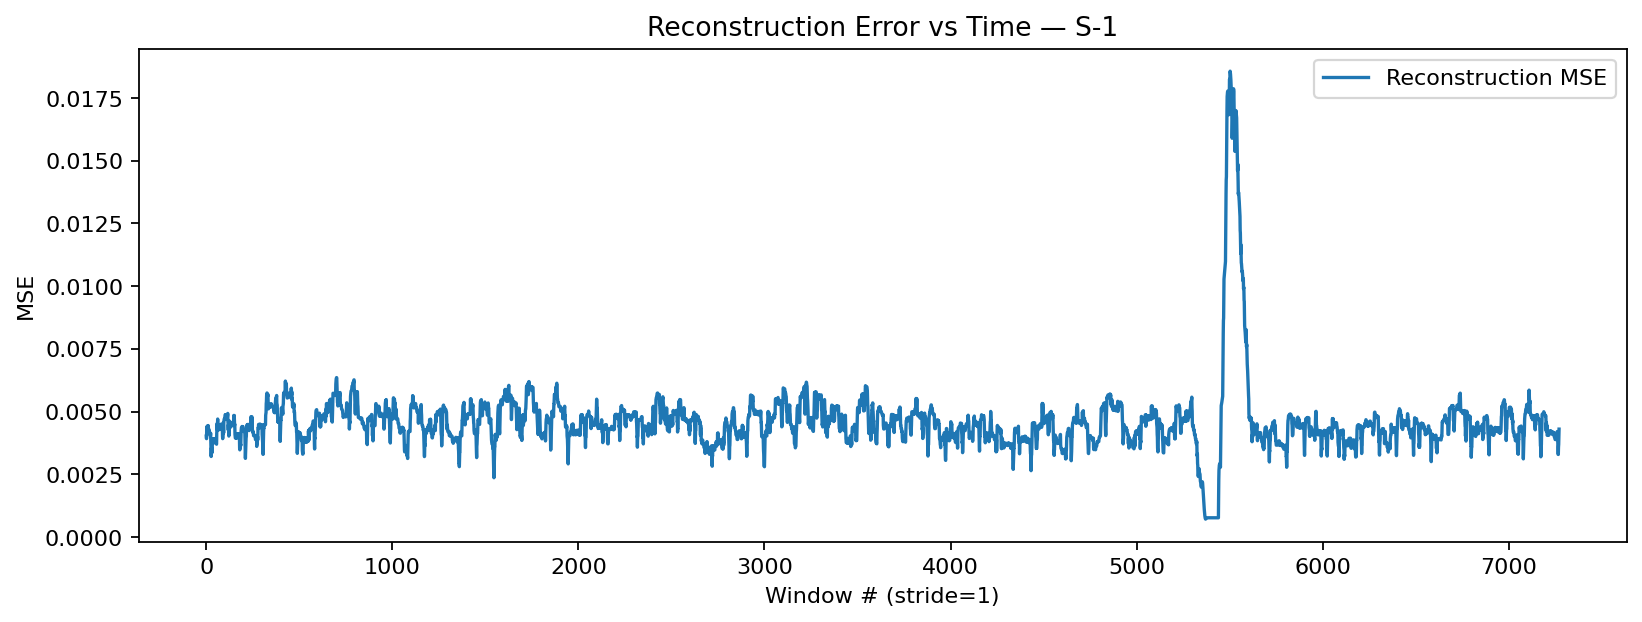 Reconstruction Error vs Time — S-1
Reconstruction MSE
MSE
0.0175
0.0150
0.0125
0.0100
0.0075
0.0050
0.0025
0.0000
0 1000 2000 3000 4000 5000 6000 7000
Window # (stride=1)